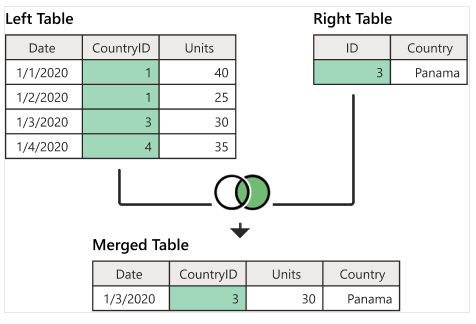 Left Table
Date CountryID Units
1/1/2020 1 40
1/2/2020 1 25
1/3/2020 3 30
1/4/2020 4 35
Right Table
ID Country
3 Panama
Merged Table
Date CountryID Units Country
1/3/2020 3 30 Panama